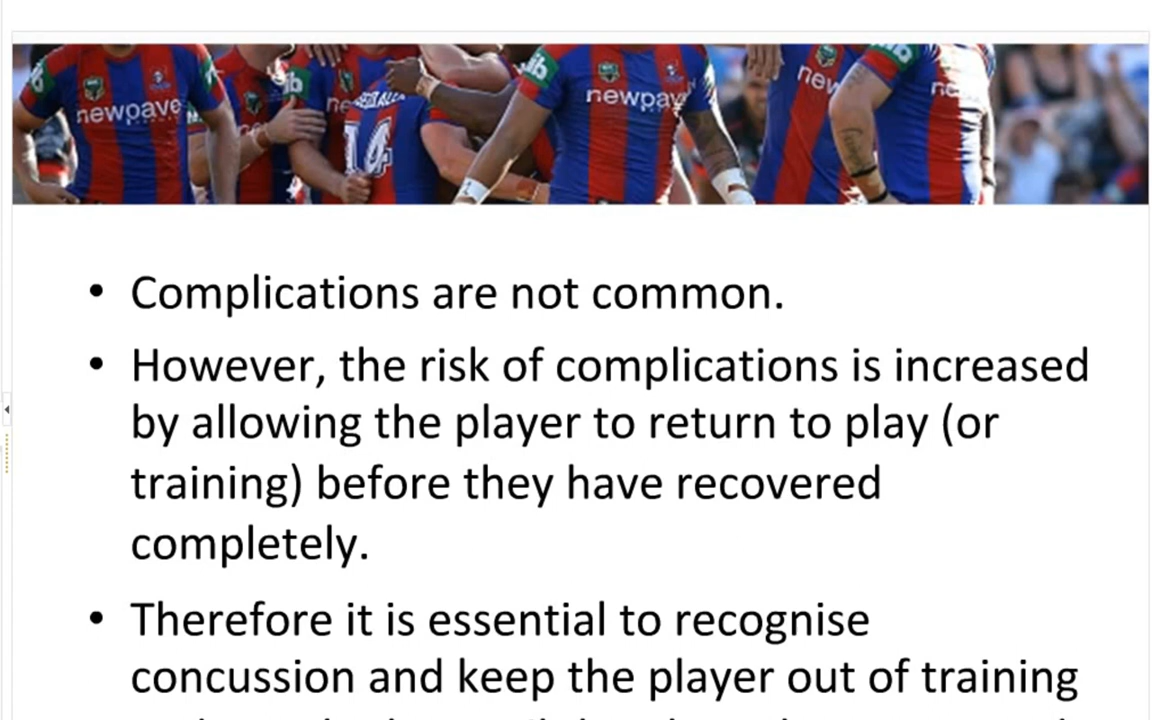 newpave newpave new
14
• Complications are not common.
• However, the risk of complications is increased
by allowing the player to return to play (or
training) before they have recovered
completely.
• Therefore it is essential to recognise
concussion and keep the player out of training